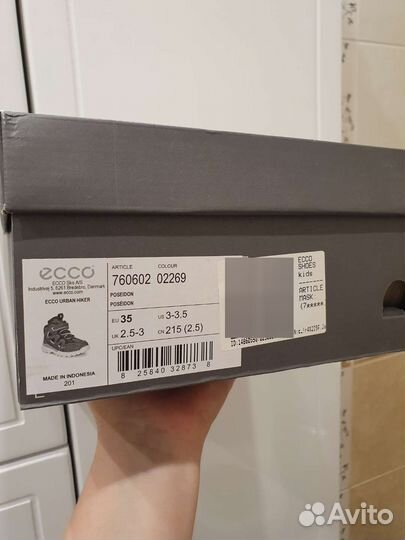 ecco
ECCO Sko A/S
Industrivej 5, 6261 Bredebro, Denmark
www.ecco.com
ECCO URBAN HIKER
MADE IN INDONESIA
201
ARTICLE COLOUR
760602 02269
POSEIDON
POSÉIDON
EU 35 US 3-3.5
UK 2.5-3 CN 215 (2.5)
UPC/EAN
8 25840 32873 8
ECCO
SHOES
kids
ARTICLE
MASK
Avito